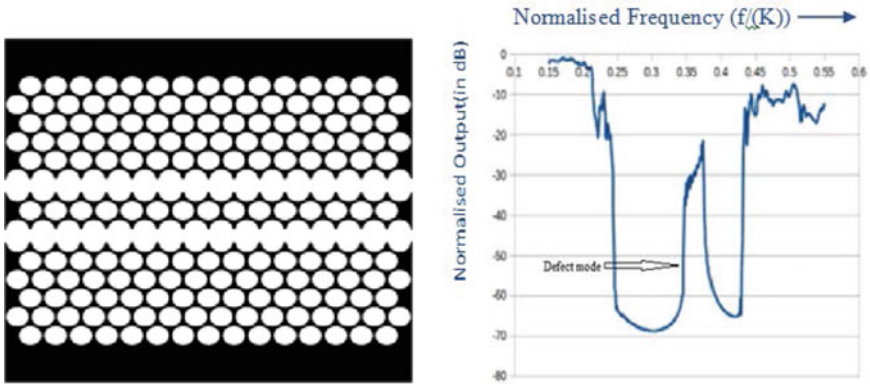 Normalised Frequency (f/(K))
Normalised Output(in dB)
0
0.1 0.15 0.2 0.25 0.3 0.35 0.4 0.45 0.5 0.55 0.6
-10
-20
-30
-40
-50
-60
-70
-80
Defect mode